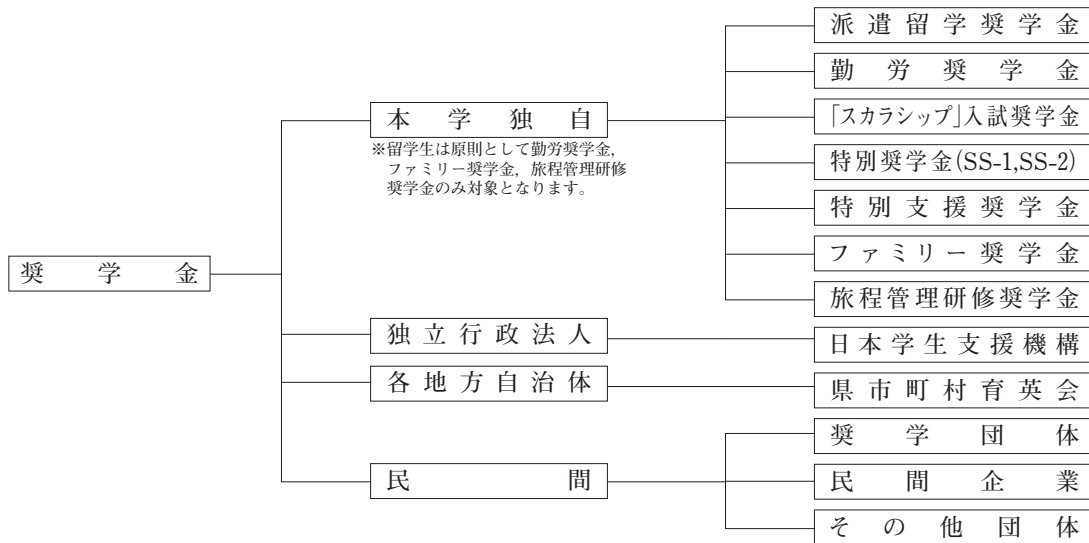 派遣留学奨学金
勤労奨学金
本学独自
「スカラシップ」入試奨学金
※留学生は原則として勤労奨学金,
ファミリー奨学金, 旅程管理研修
奨学金のみ対象となります。
特別奨学金(SS-1,SS-2)
特別支援奨学金
ファミリー奨学金
奨学金
旅程管理研修奨学金
独立行政法人
日本学生支援機構
各地方自治体
県市町村育英会
奨学団体
民間
民間企業
その他団体